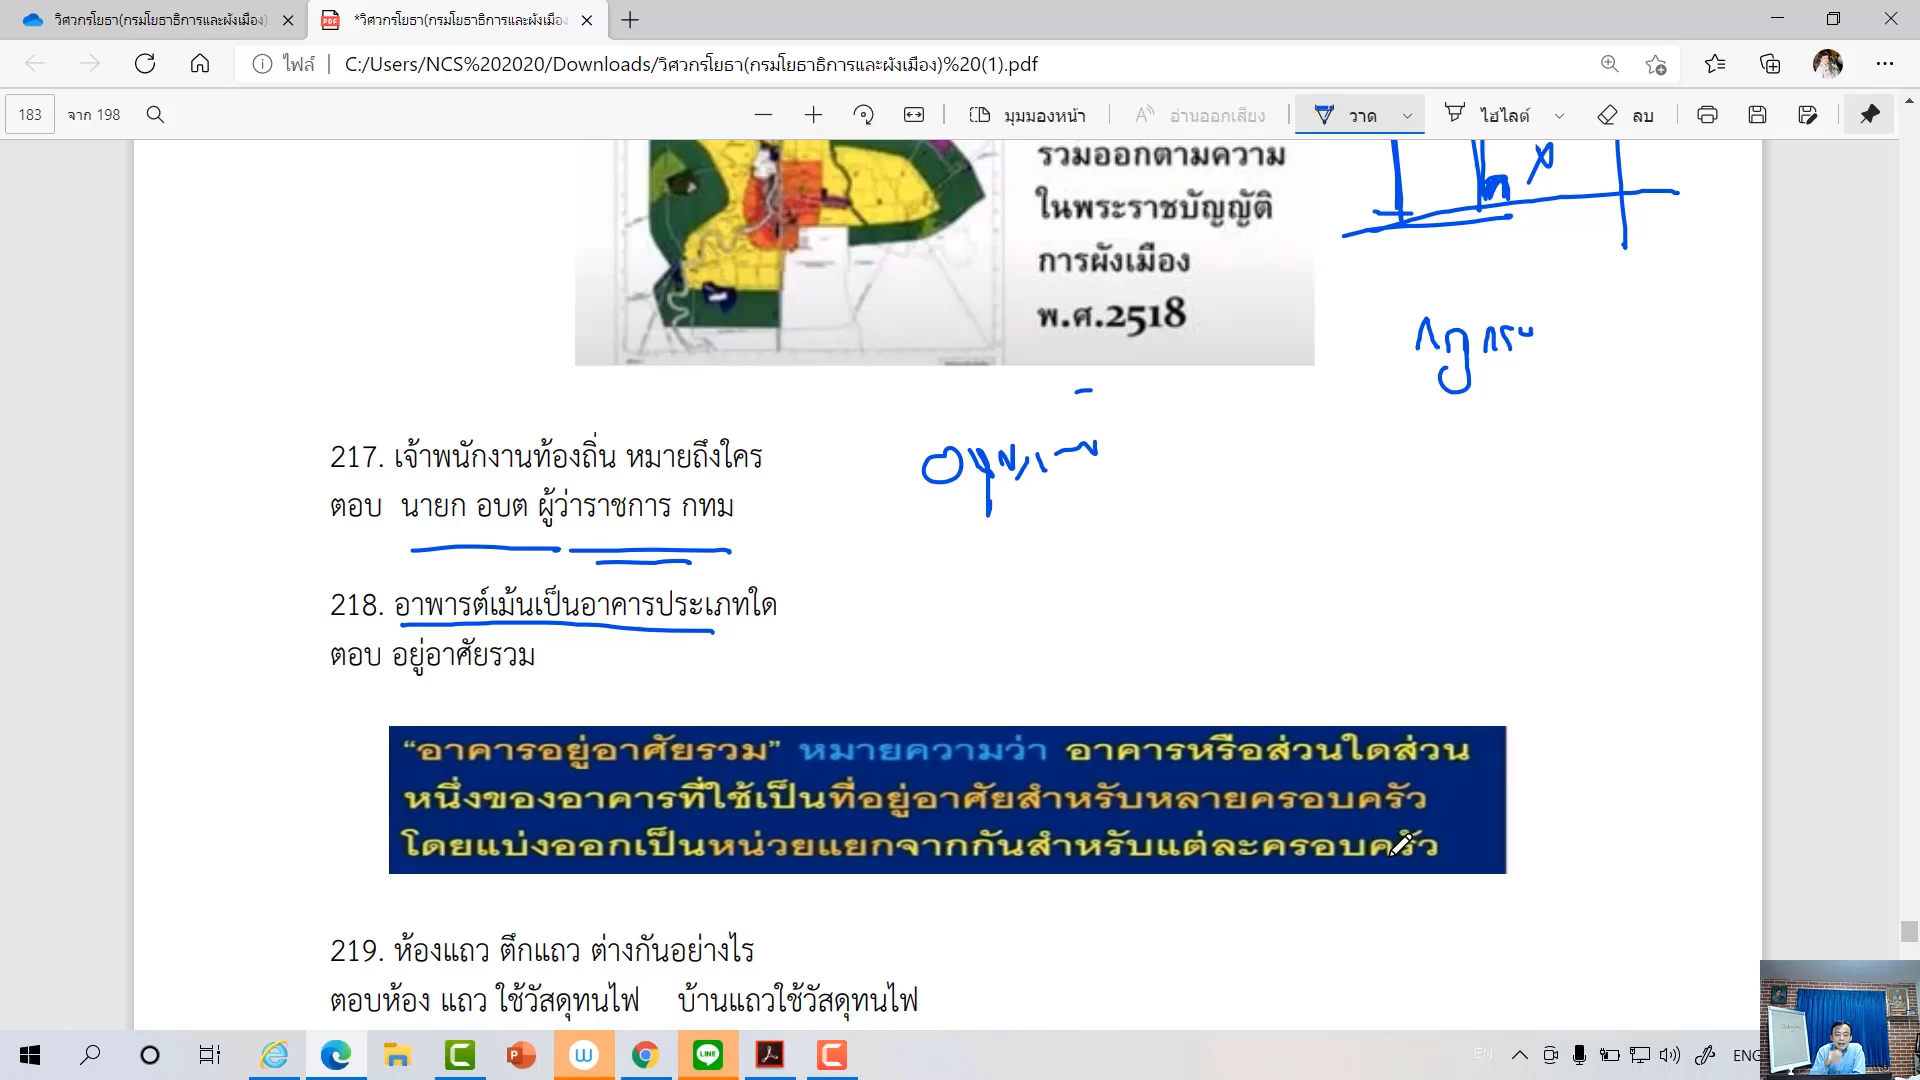 วิศวกรโยธา(กรมโยธาธิการและผังเมือง)
*วิศวกรโยธา(กรมโยธาธิการและผังเมือง
ไฟล์ C:/Users/NCS%202020/Downloads/วิศวกรโยธา(กรมโยธาธิการและผังเมือง)%20(1).pdf
183 จาก 198 มุมมองหน้า อ่านออกเสียง วาด ไฮไลต์ ลบ
รวมออกตามความ
ในพระราชบัญญัติ
การผังเมือง
พ.ศ.2518
217. เจ้าพนักงานท้องถิ่น หมายถึงใคร
ตอบ นายก อบต ผู้ว่าราชการ กทม
218. อาพารต์เม้นเป็นอาคารประเภทใด
ตอบ อยู่อาศัยรวม
“อาคารอยู่อาศัยรวม” หมายความว่า อาคารหรือส่วนใดส่วน
หนึ่งของอาคารที่ใช้เป็นที่อยู่อาศัยสำหรับหลายครอบครัว
โดยแบ่งออกเป็นหน่วยแยกจากกันสำหรับแต่ละครอบครัว
219. ห้องแถว ตึกแถว ต่างกันอย่างไร
ตอบห้อง แถว ใช้วัสดุทนไฟ บ้านแถวใช้วัสดุทนไฟ
EN ENG